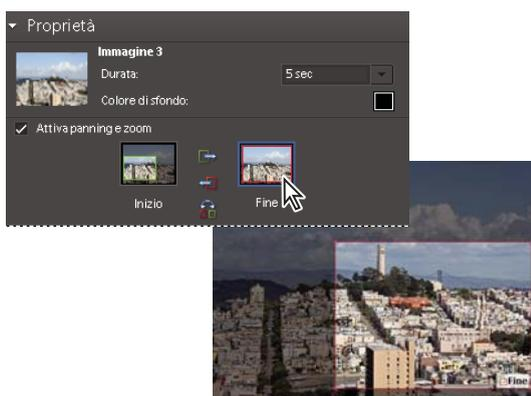 Proprietà
Immagine 3
Durata:
5 sec
Colore di sfondo:
Attiva panning e zoom
Inizio
Fine
Fine